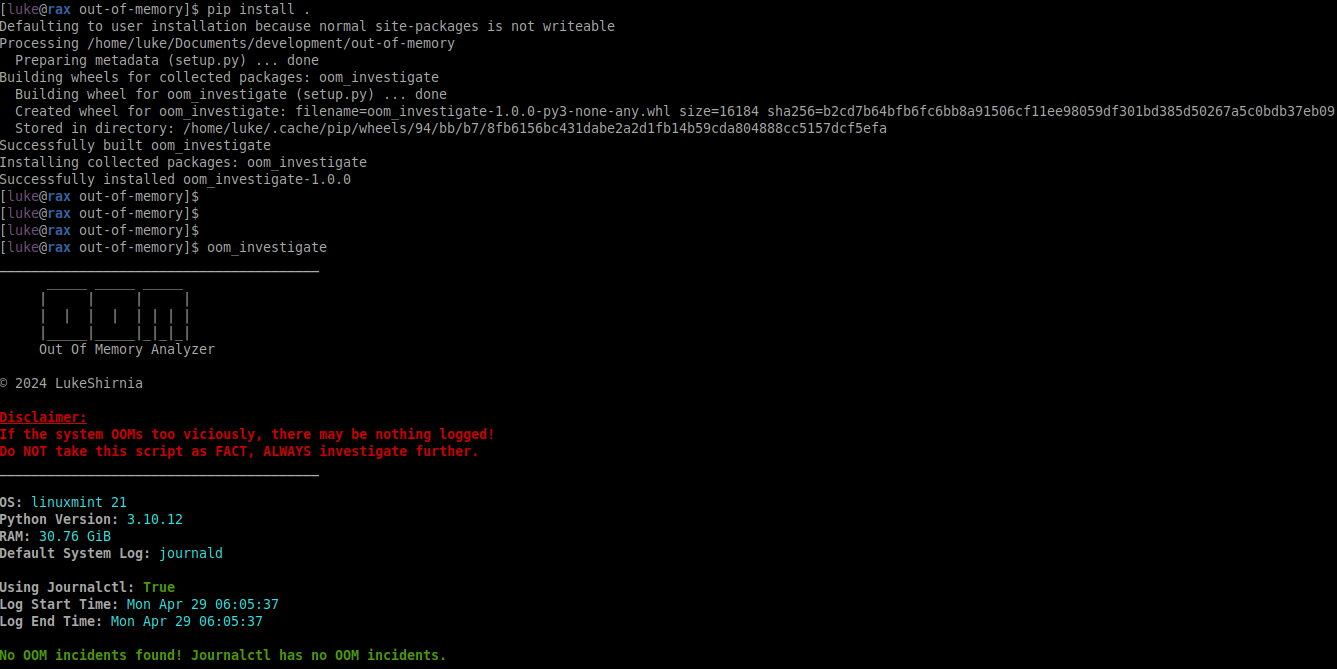 [luke@rax out-of-memory]$ pip install .
Defaulting to user installation because normal site-packages is not writeable
Processing /home/luke/Documents/development/out-of-memory
  Preparing metadata (setup.py) ... done
Building wheels for collected packages: oom_investigate
  Building wheel for oom_investigate (setup.py) ... done
  Created wheel for oom_investigate: filename=oom_investigate-1.0.0-py3-none-any.whl size=16184 sha256=b2cd7b64bfb6fc6bb8a91506cf11ee98059df301bd385d50267a5c0bdb37eb09
  Stored in directory: /home/luke/.cache/pip/wheels/94/bb/b7/8fb6156bc431dabe2a2d1fb14b59cda804888cc5157dcf5efa
Successfully built oom_investigate
Installing collected packages: oom_investigate
Successfully installed oom_investigate-1.0.0
[luke@rax out-of-memory]$
[luke@rax out-of-memory]$
[luke@rax out-of-memory]$
[luke@rax out-of-memory]$ oom_investigate
________________________________________
      _____ _____ _____
     |     |     |     |
     |  |  |  |  | | | |
     |_____|_____|_|_|_|
     Out Of Memory Analyzer
© 2024 LukeShirnia
Disclaimer:
If the system OOMs too viciously, there may be nothing logged!
Do NOT take this script as FACT, ALWAYS investigate further.
________________________________________
OS: linuxmint 21
Python Version: 3.10.12
RAM: 30.76 GiB
Default System Log: journald
Using Journalctl: True
Log Start Time: Mon Apr 29 06:05:37
Log End Time: Mon Apr 29 06:05:37
No OOM incidents found! Journalctl has no OOM incidents.